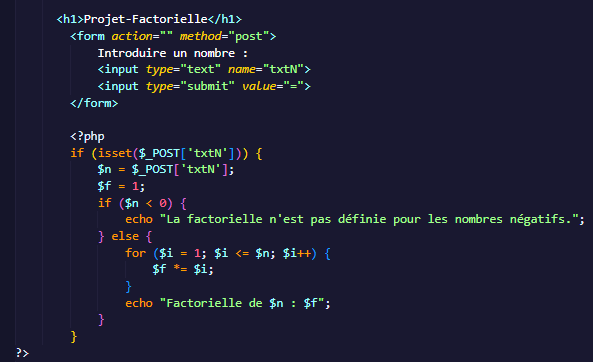 <h1>Projet-Factorielle</h1>
<form action="" method="post">
Introduire un nombre :
<input type="text" name="txtN">
<input type="submit" value="=">
</form>
<?php
if (isset($_POST['txtN'])) {
$n = $_POST['txtN'];
$f = 1;
if ($n < 0) {
echo "La factorielle n'est pas définie pour les nombres négatifs.";
} else {
for ($i = 1; $i <= $n; $i++) {
$f *= $i;
}
echo "Factorielle de $n : $f";
}
}
?>